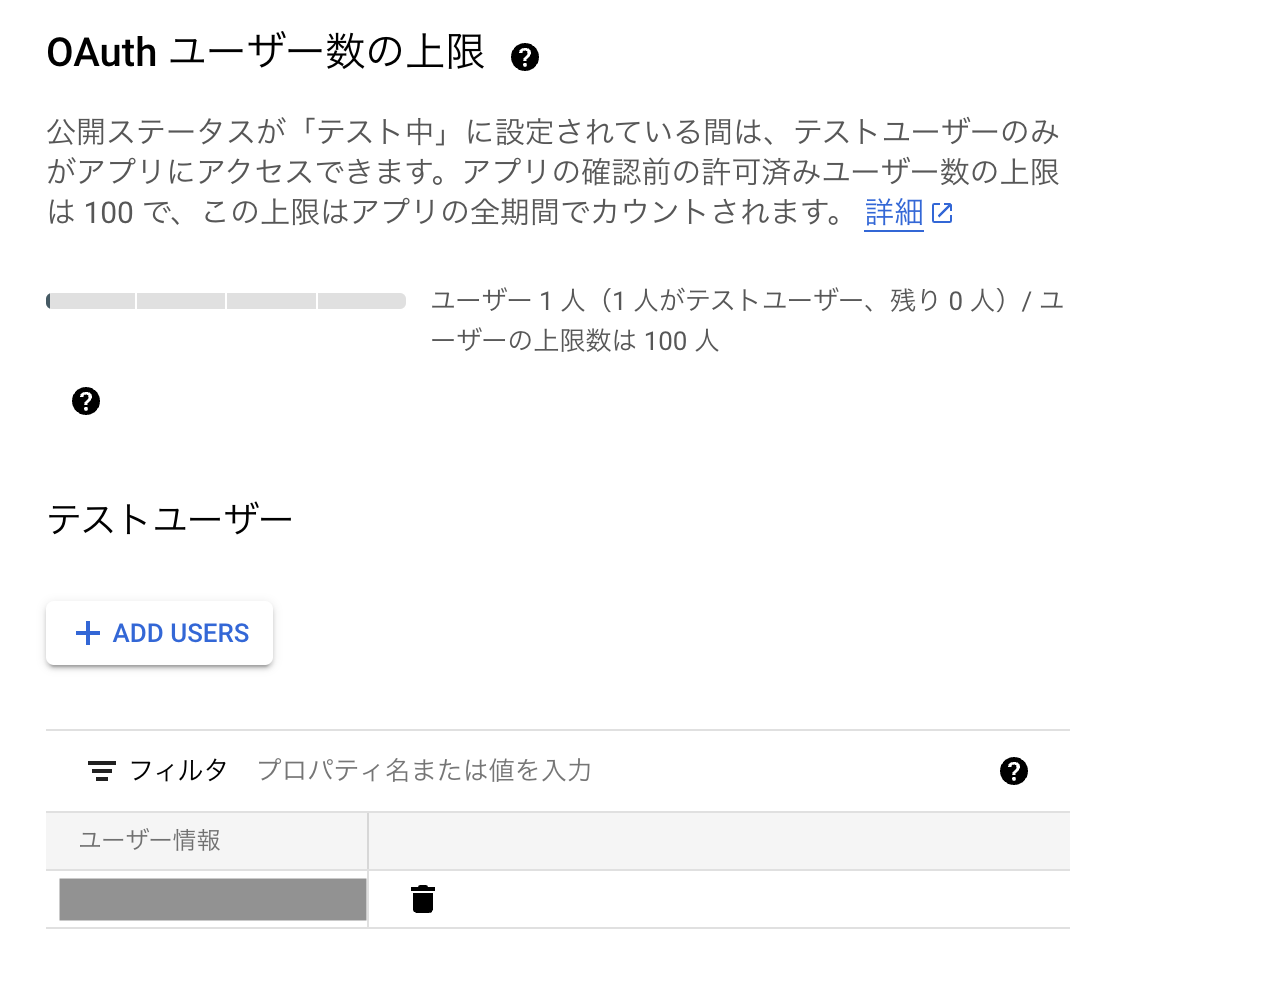 OAuth ユーザー数の上限
公開ステータスが「テスト中」に設定されている間は、テストユーザーのみ
がアプリにアクセスできます。アプリの確認前の許可済みユーザー数の上限
は 100 で、この上限はアプリの全期間でカウントされます。 詳細
ユーザー 1 人（1 人がテストユーザー、残り 0 人）/ ユ
ーザーの上限数は 100 人
テストユーザー
ADD USERS
フィルタ プロパティ名または値を入力
ユーザー情報